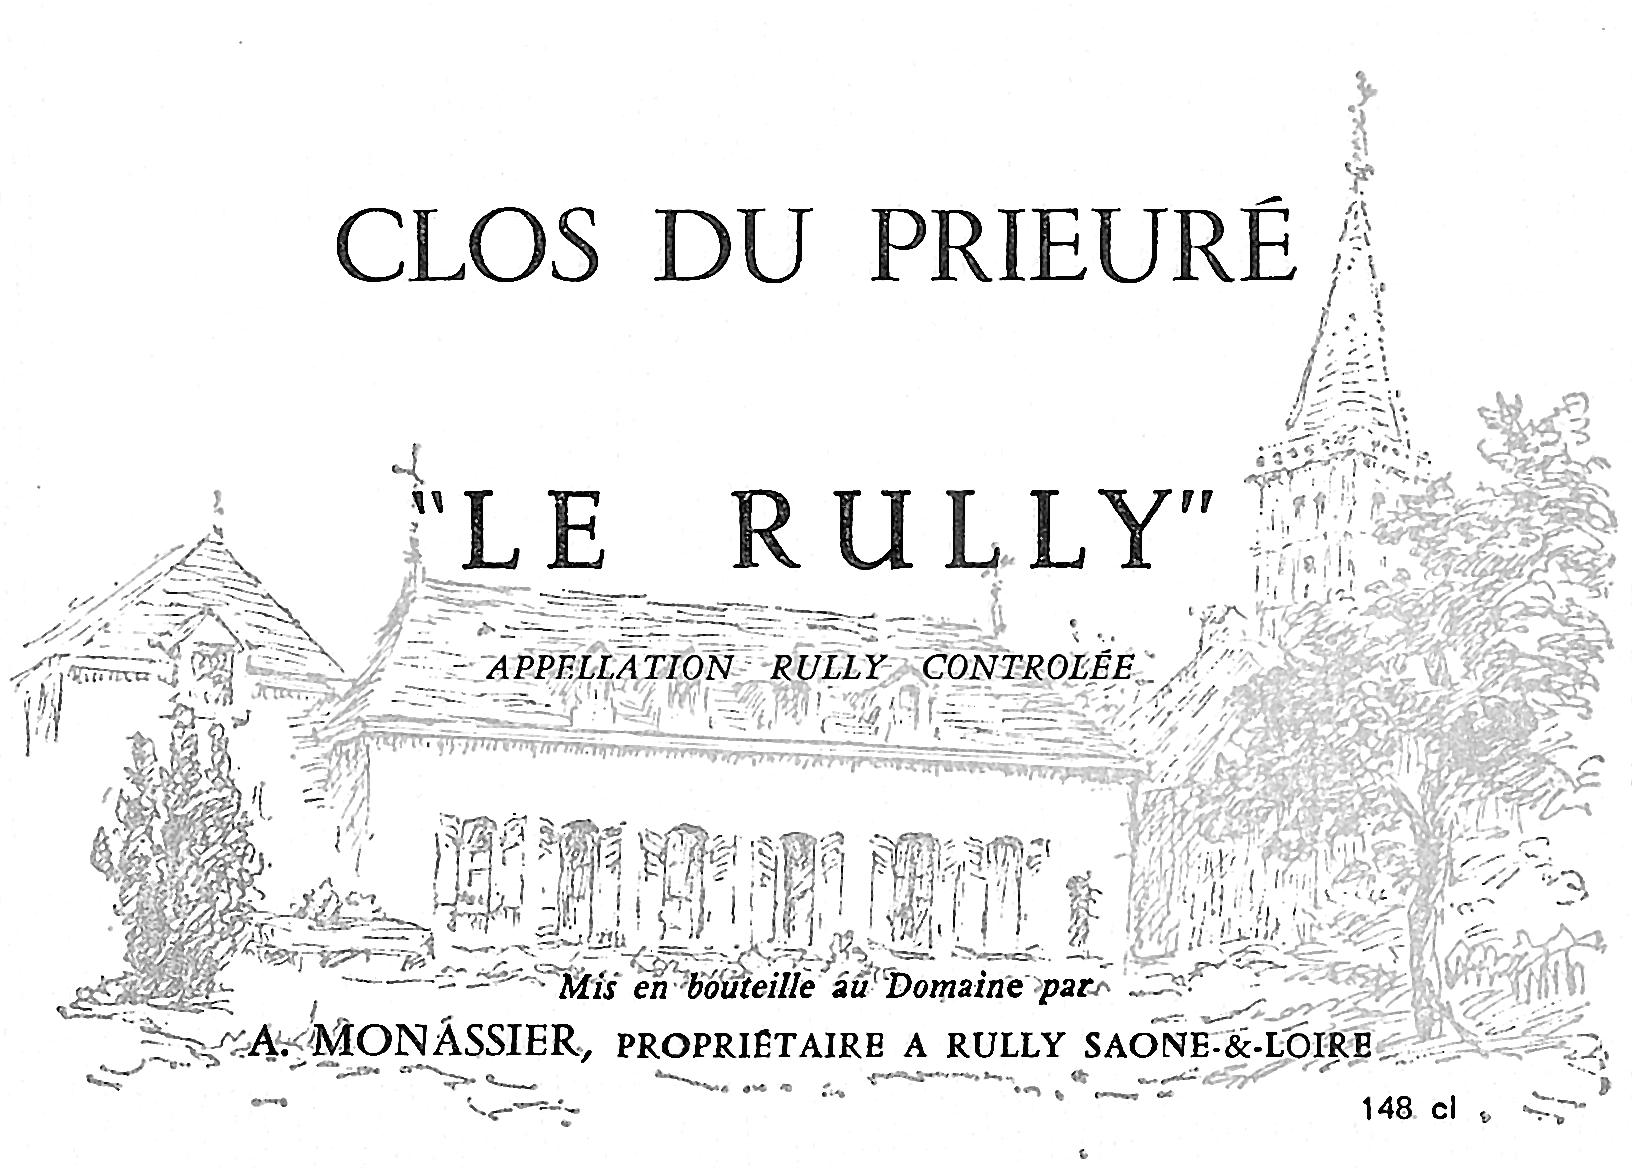 CLOS DU PRIEURÉ
"LE RULLY"
APPELLATION RULLY CONTROLÉE
Mis en bouteille au Domaine par
A. MONASSIER, PROPRIÉTAIRE A RULLY SAONE-&-LOIRE
148 cl